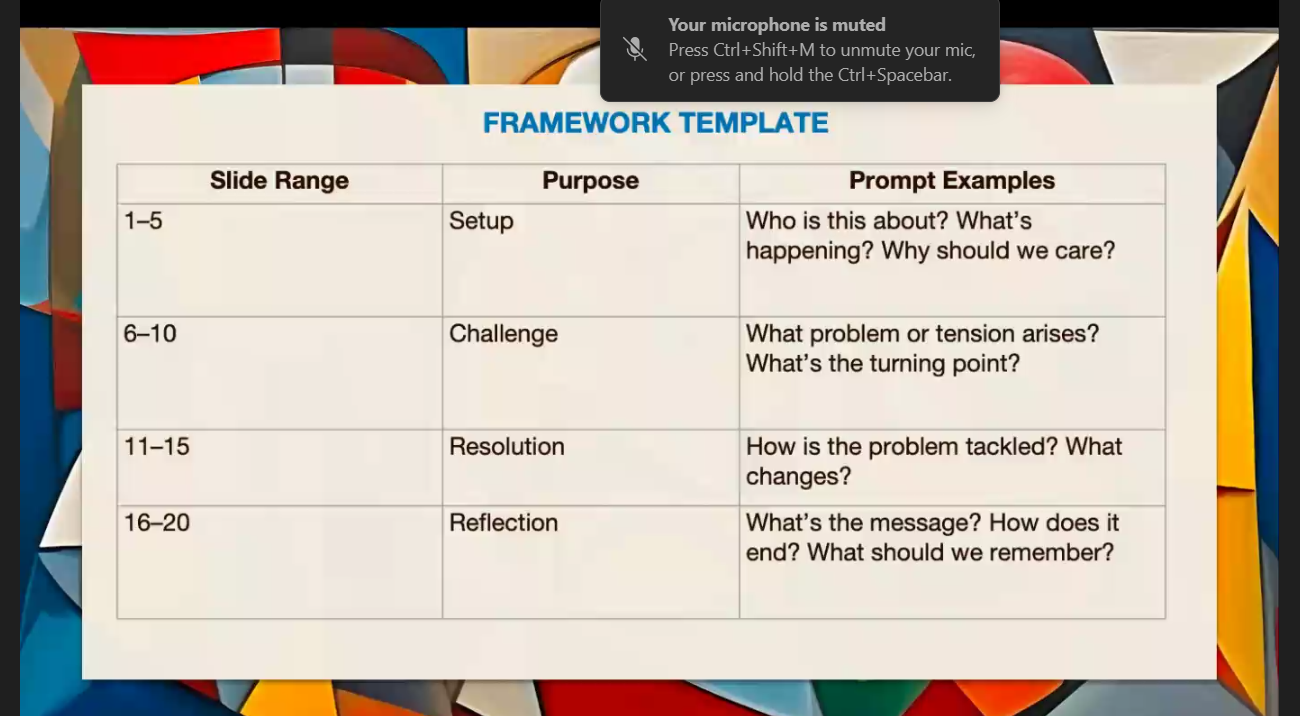 Your microphone is muted
Press Ctrl+Shift+M to unmute your mic,
or press and hold the Ctrl+Spacebar.
FRAMEWORK TEMPLATE
Slide Range
Purpose
Prompt Examples
1–5
Setup
Who is this about? What’s
happening? Why should we care?
6–10
Challenge
What problem or tension arises?
What’s the turning point?
11–15
Resolution
How is the problem tackled? What
changes?
16–20
Reflection
What’s the message? How does it
end? What should we remember?